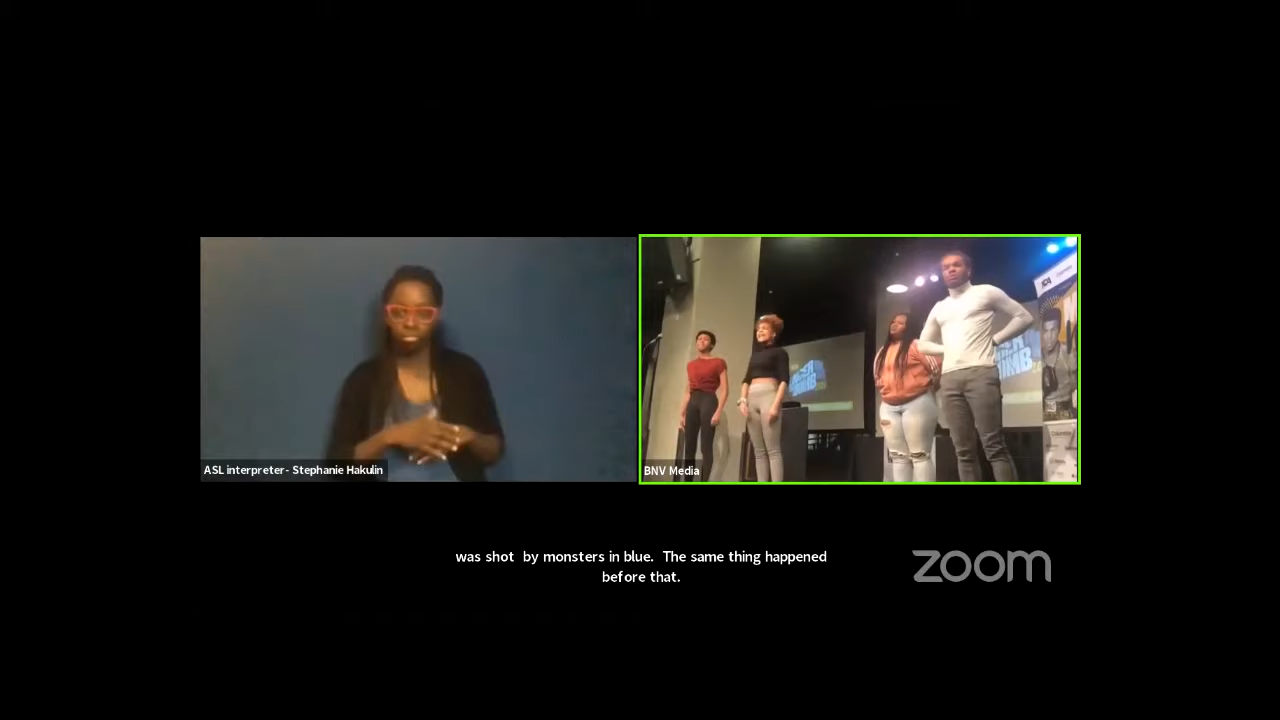 ASL interpreter- Stephanie Hakulin
BNV Media
was shot by monsters in blue. The same thing happened
before that.
zoom